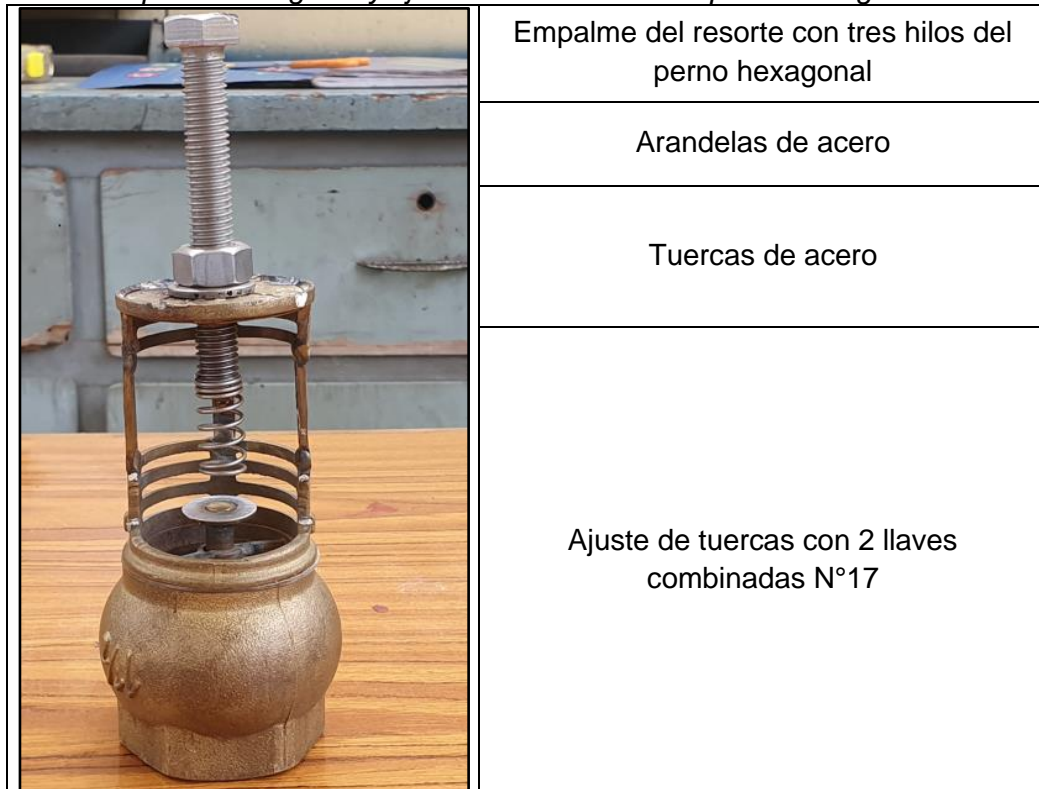 Empalme del resorte con tres hilos del
perno hexagonal
Arandelas de acero
Tuercas de acero
Ajuste de tuercas con 2 llaves
combinadas N°17